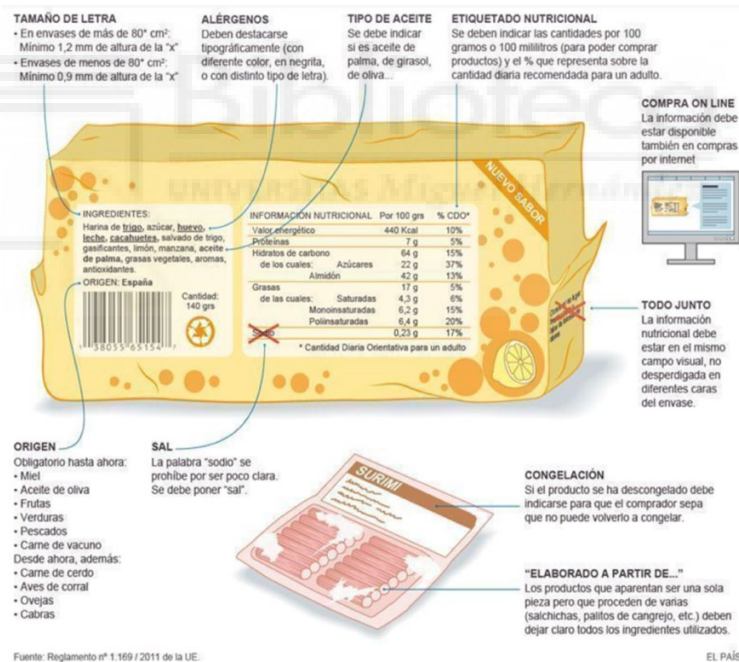 TAMAÑO DE LETRA
• En envases de más de 80* cm²:
Mínimo 1,2 mm de altura de la "x"
• Envases de menos de 80* cm²:
Mínimo 0,9 mm de altura de la "x"
ALÉRGENOS
Deben destacarse
tipográficamente (con
diferente color, en negrita,
o con distinto tipo de letra).
TIPO DE ACEITE
Se debe indicar
si es aceite de
palma, de girasol,
de oliva...
ETIQUETADO NUTRICIONAL
Se deben indicar las cantidades por 100
gramos o 100 mililitros (para poder comprar
productos) y el % que representa sobre la
cantidad diaria recomendada para un adulto.
COMPRA ON LINE
La información debe
estar disponible
también en compras
por internet
Biblioteca
UNIVERSITAS Miguel Hernández
NUEVO SABOR
INGREDIENTES:
Harina de trigo, azúcar, huevo,
leche, cacahuetes, salvado de trigo,
gasificantes, limón, manzana, aceite
de palma, grasas vegetales, aromas,
antioxidantes.
ORIGEN: España
Cantidad:
140 grs
38055 65154
INFORMACIÓN NUTRICIONAL Por 100 grs % CDO*
Valor energético 440 Kcal 10%
Proteínas 7 g 5%
Hidratos de carbono 64 g 15%
de los cuales: Azúcares 22 g 37%
Almidón 42 g 13%
Grasas 17 g 5%
de las cuales: Saturadas 4,3 g 6%
Monoinsaturadas 6,2 g 15%
Poliinsaturadas 6,4 g 20%
Sodio 0,23 g 17%
* Cantidad Diaria Orientativa para un adulto
TODO JUNTO
La información
nutricional debe
estar en el mismo
campo visual, no
desperdigada en
diferentes caras
del envase.
ORIGEN
Obligatorio hasta ahora:
• Miel
• Aceite de oliva
• Frutas
• Verduras
• Pescados
• Carne de vacuno
Desde ahora, además:
• Carne de cerdo
• Aves de corral
• Ovejas
• Cabras
SAL
La palabra "sodio" se
prohíbe por ser poco clara.
Se debe poner "sal".
SURIMI
CONGELACIÓN
Si el producto se ha descongelado debe
indicarse para que el comprador sepa
que no puede volverlo a congelar.
"ELABORADO A PARTIR DE..."
Los productos que aparentan ser una sola
pieza pero que proceden de varias
(salchichas, palitos de cangrejo, etc.) deben
dejar claro todos los ingredientes utilizados.
Fuente: Reglamento nº 1.169 / 2011 de la UE.
EL PAÍS